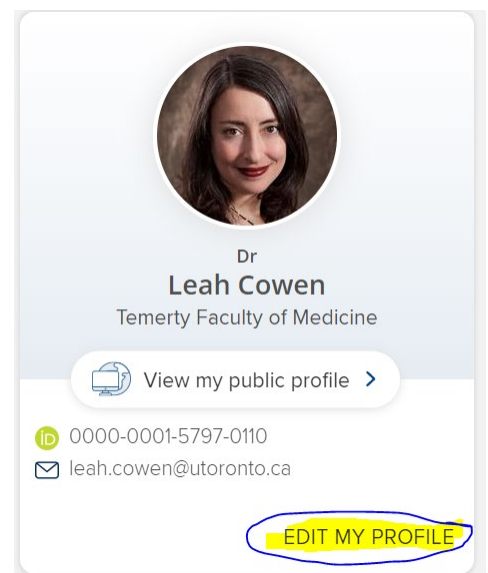 Dr
Leah Cowen
Temerty Faculty of Medicine
View my public profile
iD 0000-0001-5797-0110
leah.cowen@utoronto.ca
EDIT MY PROFILE